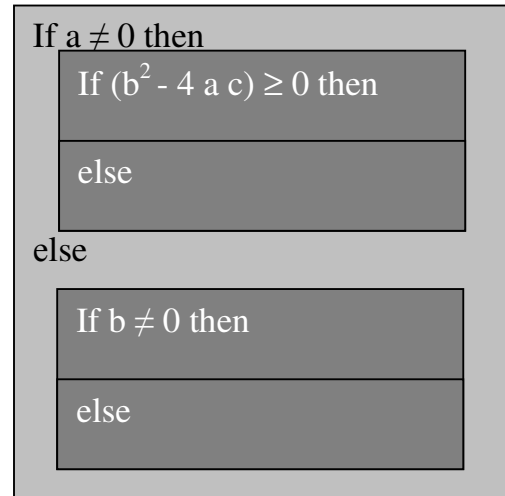 If a ≠ 0 then
If (b² - 4 a c) ≥ 0 then
else
else
If b ≠ 0 then
else